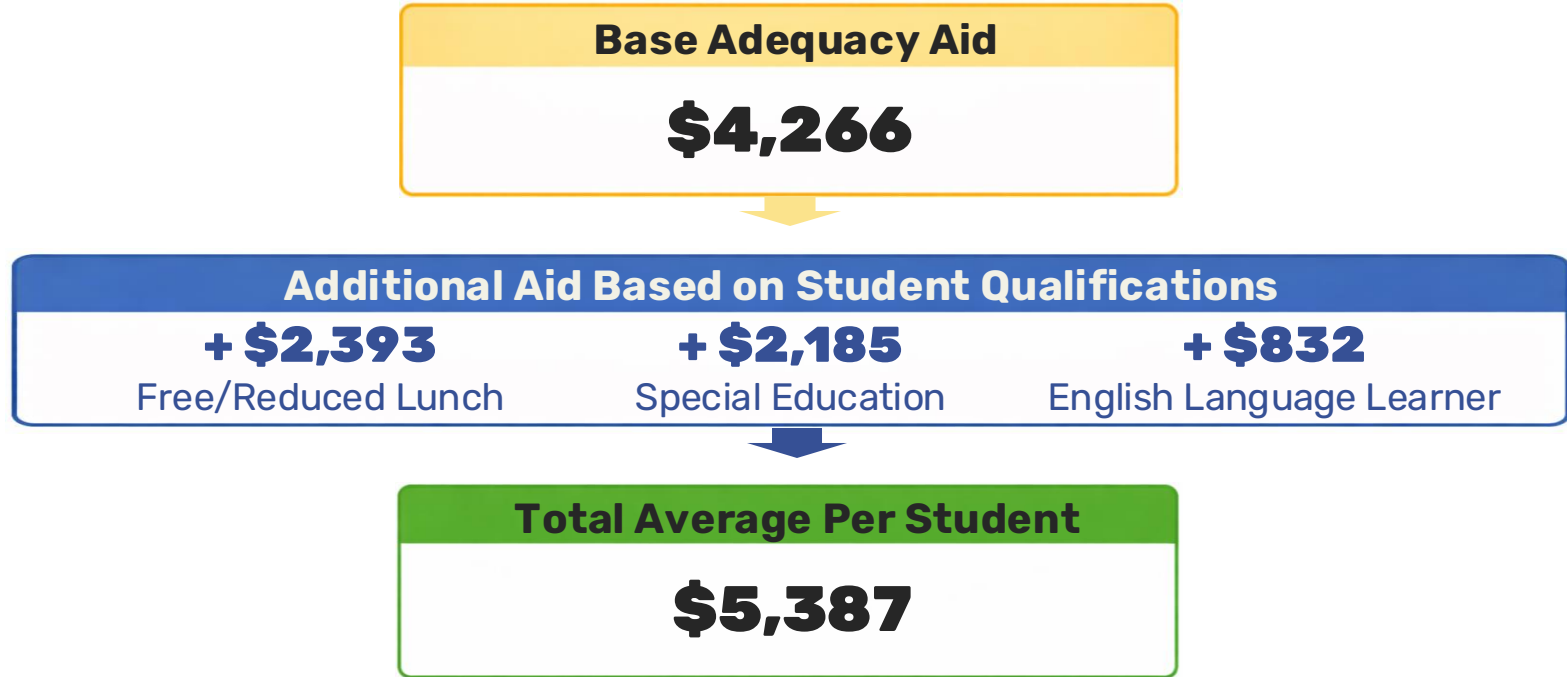 Base Adequacy Aid
$4,266
Additional Aid Based on Student Qualifications
+ $2,393 + $2,185 + $832
Free/Reduced Lunch Special Education English Language Learner
Total Average Per Student
$5,387